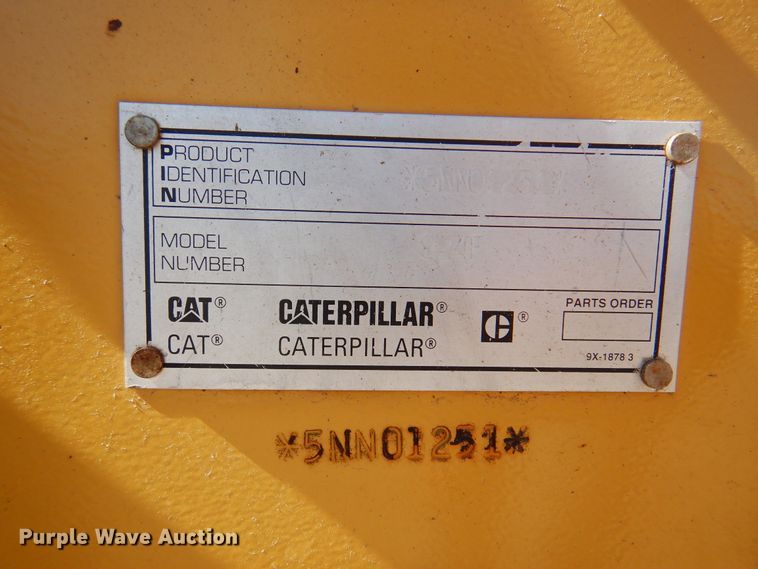 PRODUCT
IDENTIFICATION
NUMBER
MODEL
NUMBER
CAT® CATERPILLAR® C®
CAT® CATERPILLAR®
PARTS ORDER
9X-1878 3
*5NN01251*
Purple Wave Auction